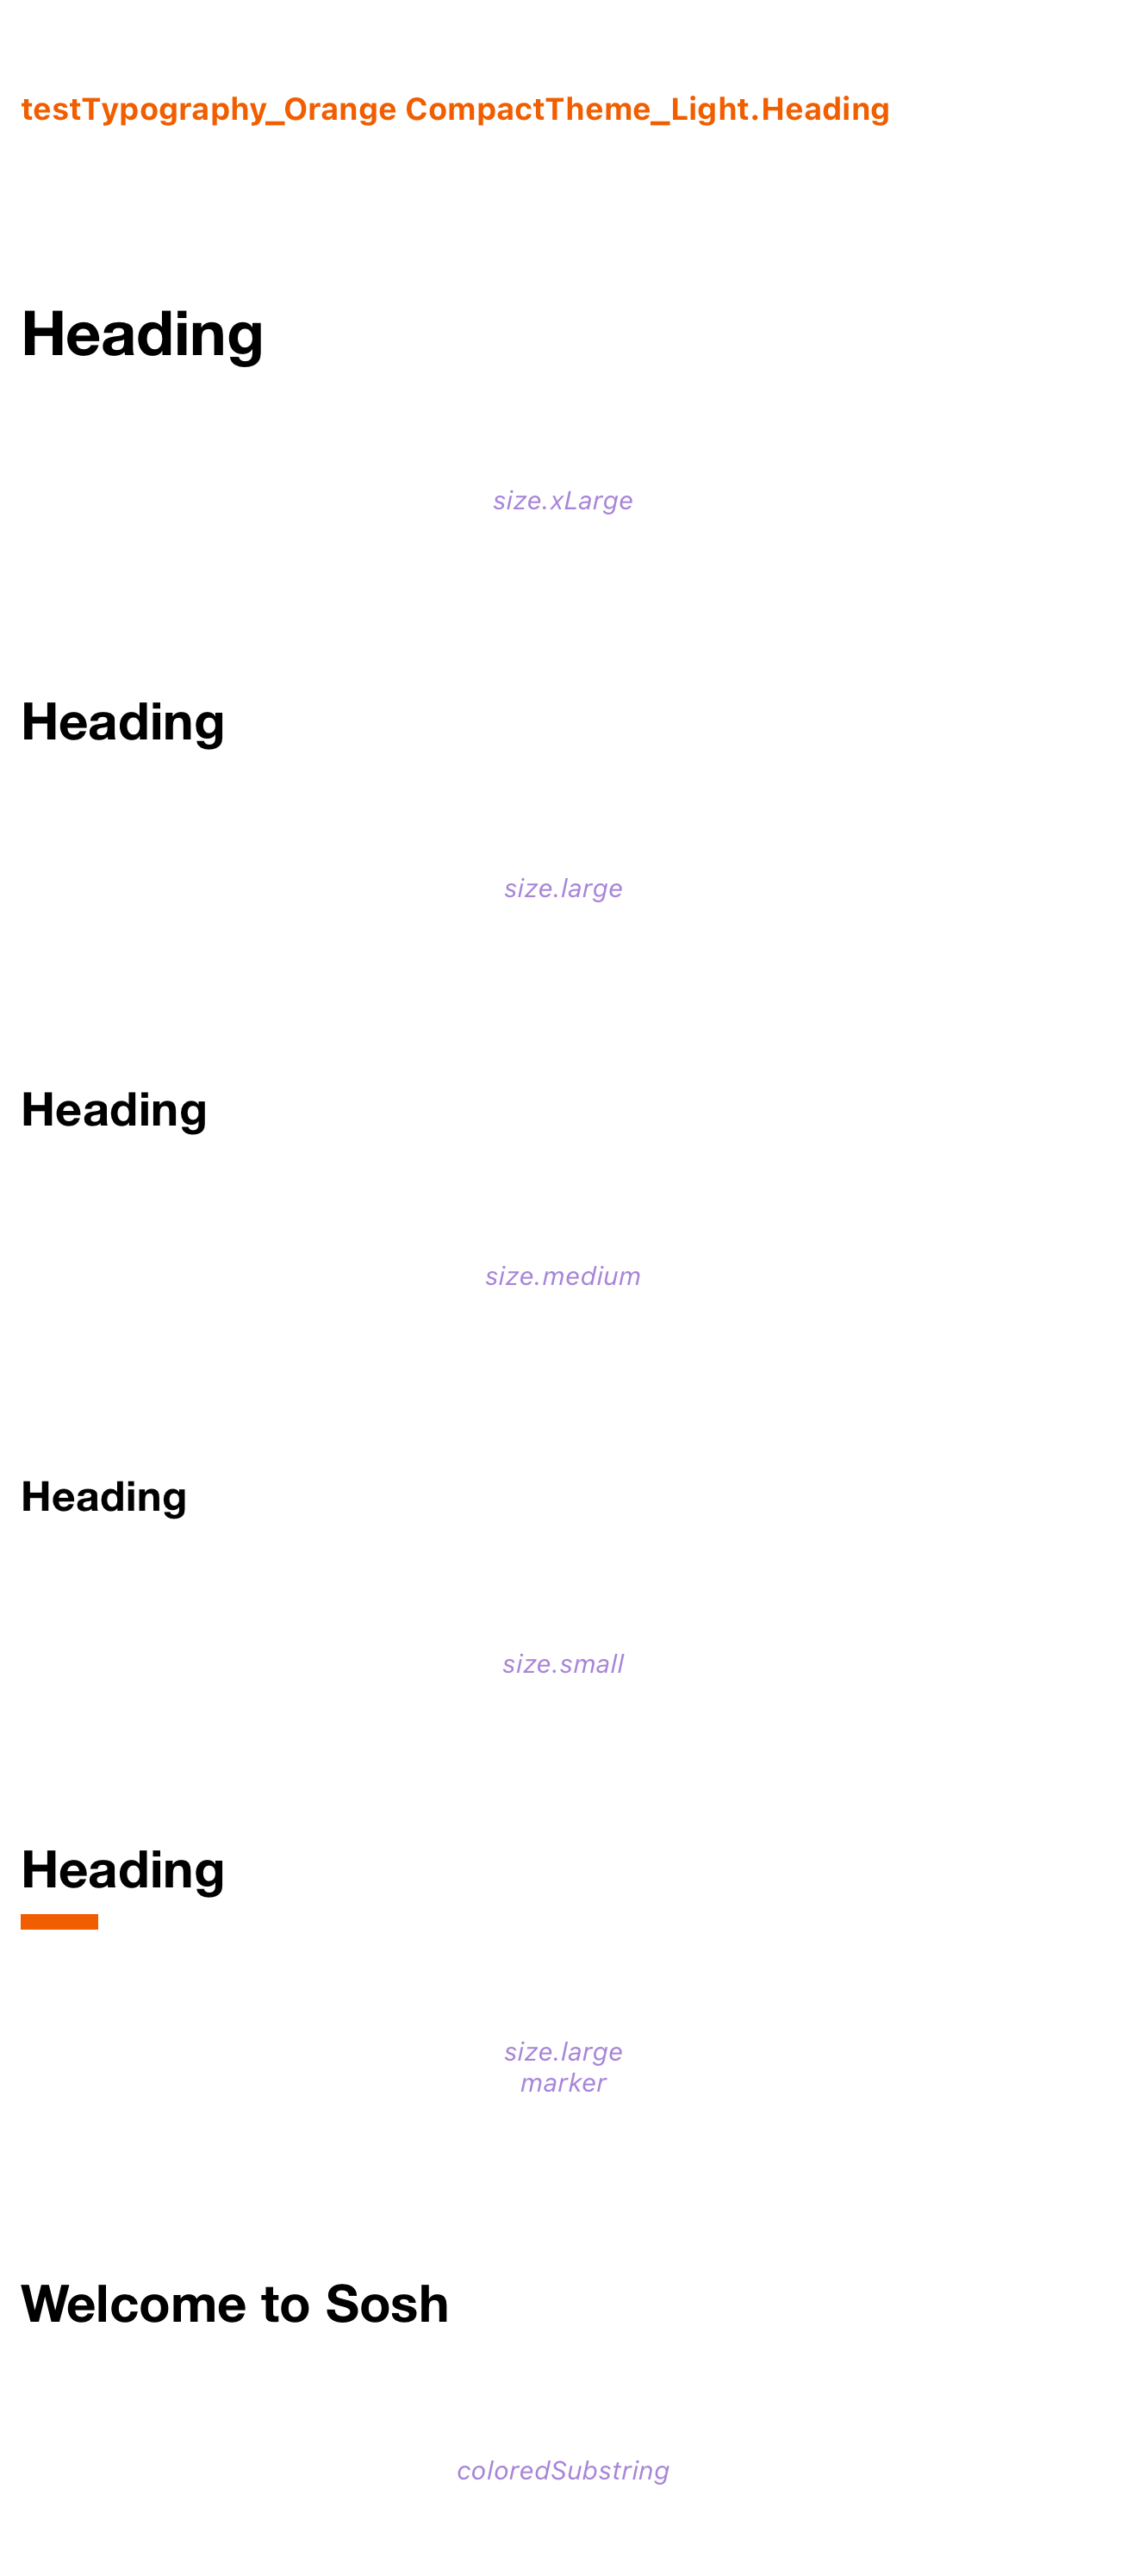 testTypography_Orange CompactTheme_Light.Heading
Heading
size.xLarge
Heading
size.large
Heading
size.medium
Heading
size.small
Heading
size.large
marker
Welcome to Sosh
coloredSubstring